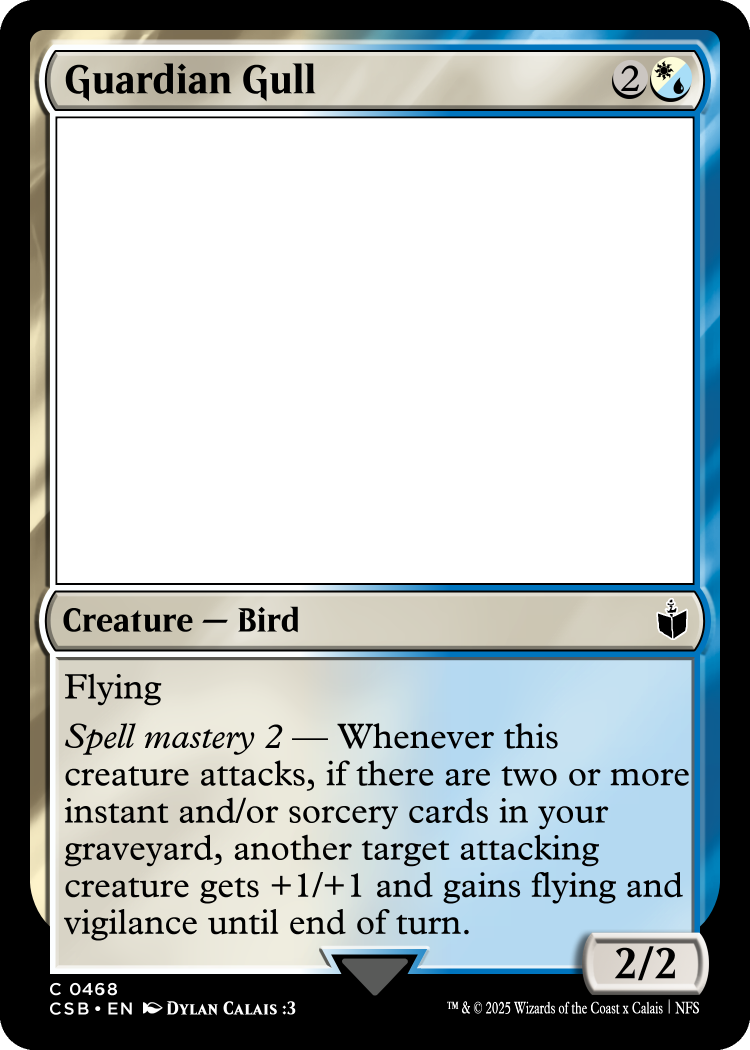 Guardian Gull 2
Creature — Bird
Flying
Spell mastery 2 — Whenever this
creature attacks, if there are two or more
instant and/or sorcery cards in your
graveyard, another target attacking
creature gets +1/+1 and gains flying and
vigilance until end of turn.
2/2
C 0468
CSB • EN DYLAN CALAIS :3
™ & © 2025 Wizards of the Coast x Calais | NFS